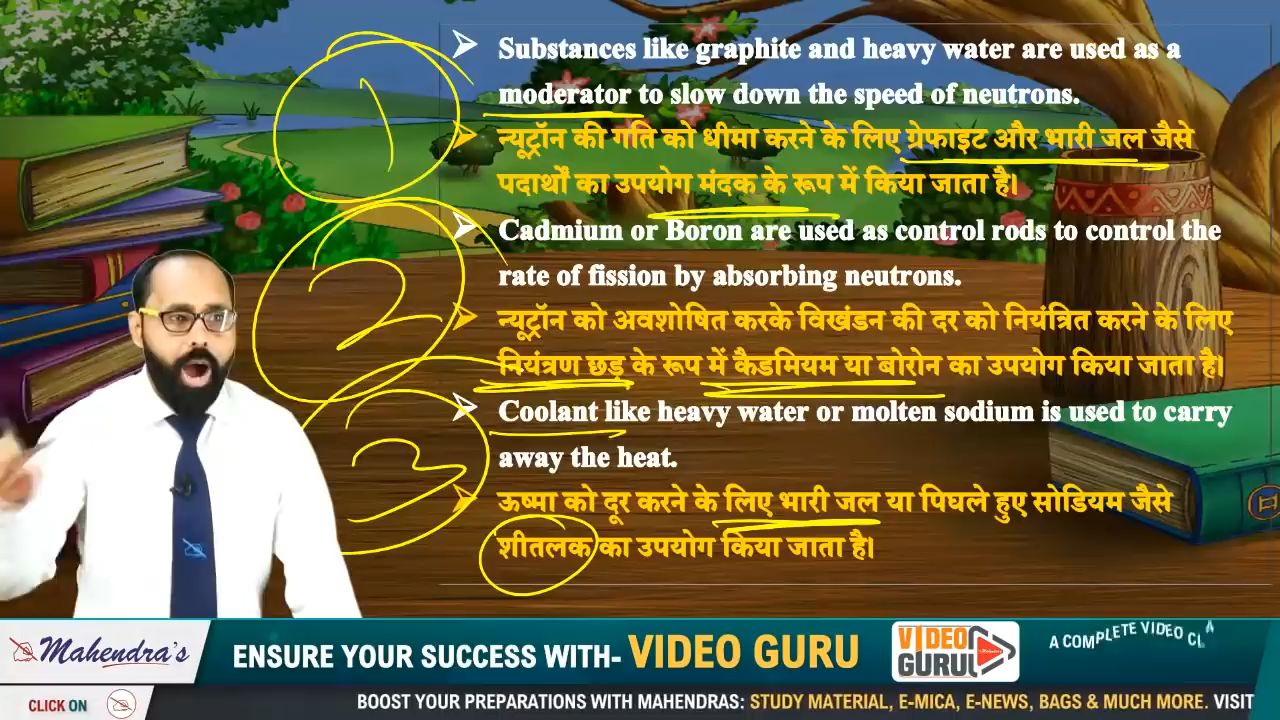 Substances like graphite and heavy water are used as a
moderator to slow down the speed of neutrons.
न्यूट्रॉन की गति को धीमा करने के लिए ग्रेफाइट और भारी जल जैसे
पदार्थों का उपयोग मंदक के रूप में किया जाता है।
Cadmium or Boron are used as control rods to control the
rate of fission by absorbing neutrons.
न्यूट्रॉन को अवशोषित करके विखंडन की दर को नियंत्रित करने के लिए
नियंत्रण छड़ के रूप में कैडमियम या बोरोन का उपयोग किया जाता है।
Coolant like heavy water or molten sodium is used to carry
away the heat.
ऊष्मा को दूर करने के लिए भारी जल या पिघले हुए सोडियम जैसे
शीतलक का उपयोग किया जाता है।
1
2
3
Mahendra's
ENSURE YOUR SUCCESS WITH- VIDEO GURU
VIDEO
GURU
A COMPLETE VIDEO
CLICK ON
BOOST YOUR PREPARATIONS WITH MAHENDRAS: STUDY MATERIAL, E-MICA, E-NEWS, BAGS & MUCH MORE. VISIT